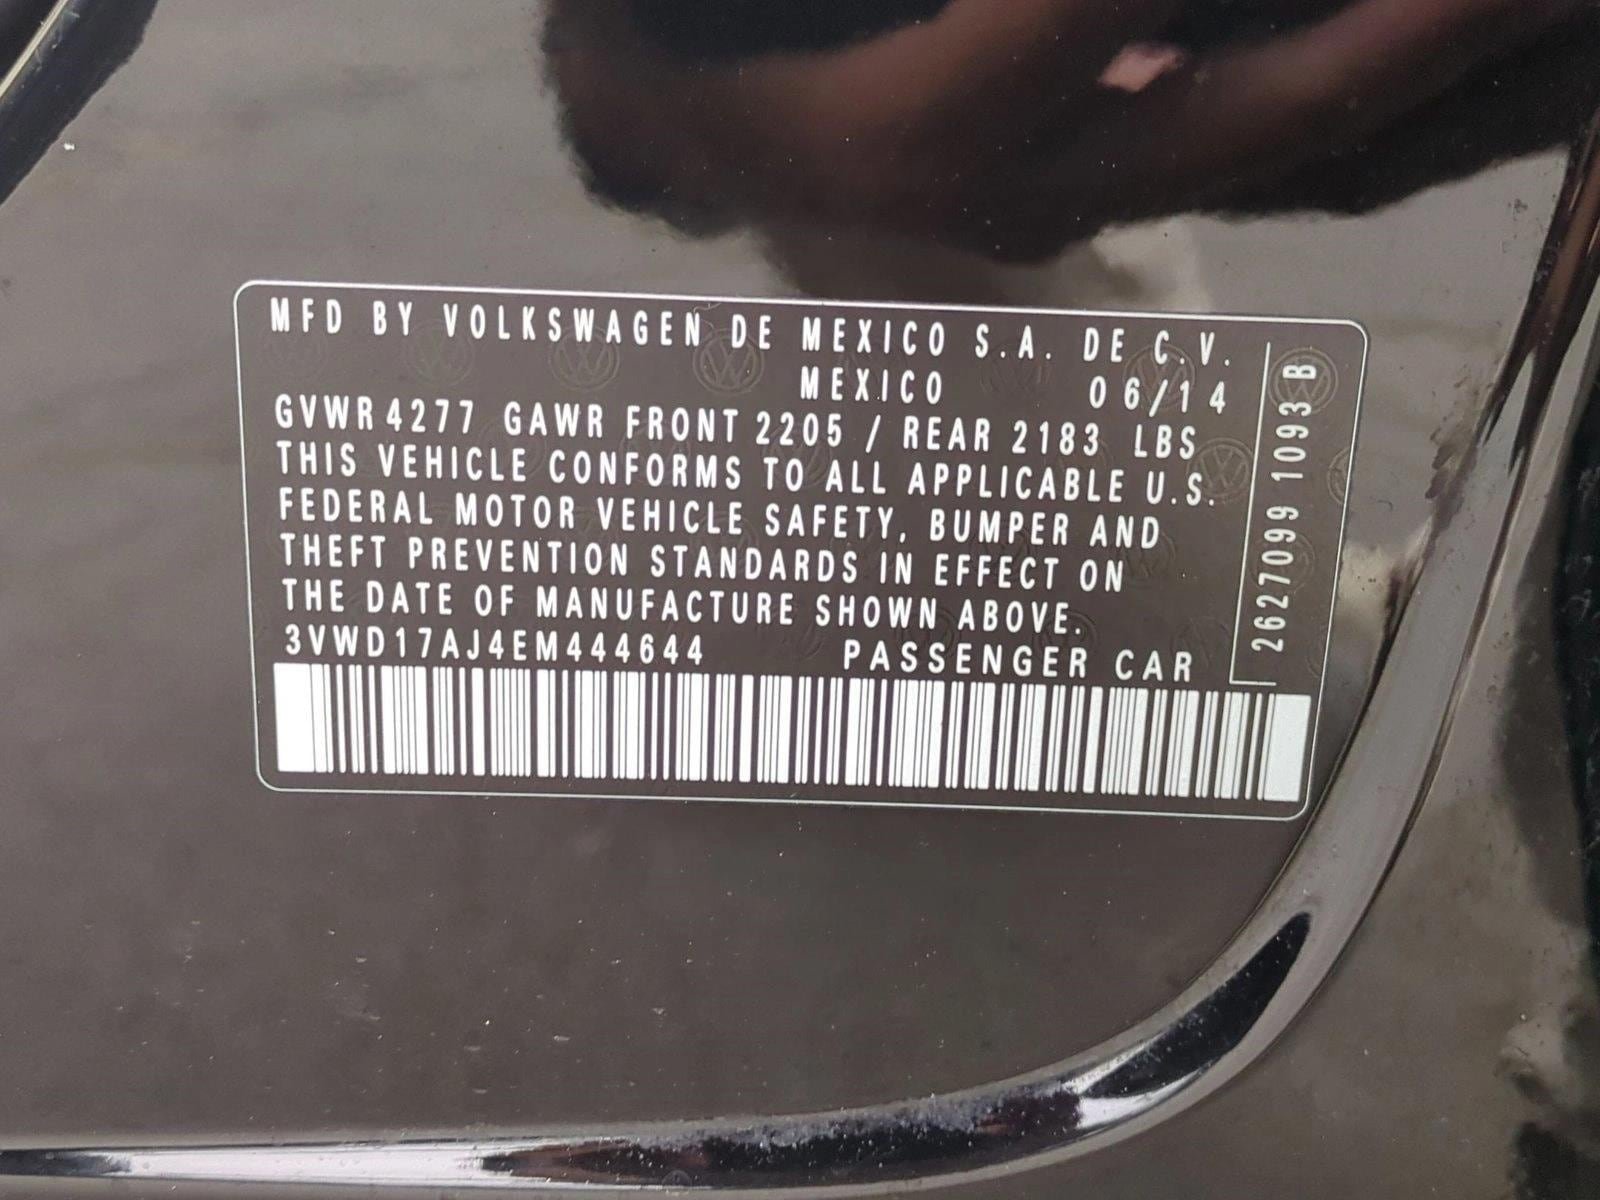 MFD BY VOLKSWAGEN DE MEXICO S.A. DE C.V.
MEXICO 06/14
GVWR 4277 GAWR FRONT 2205 / REAR 2183 LBS
THIS VEHICLE CONFORMS TO ALL APPLICABLE U.S.
FEDERAL MOTOR VEHICLE SAFETY, BUMPER AND
THEFT PREVENTION STANDARDS IN EFFECT ON
THE DATE OF MANUFACTURE SHOWN ABOVE.
3VWD17AJ4EM444644 PASSENGER CAR
2627099 1093 B